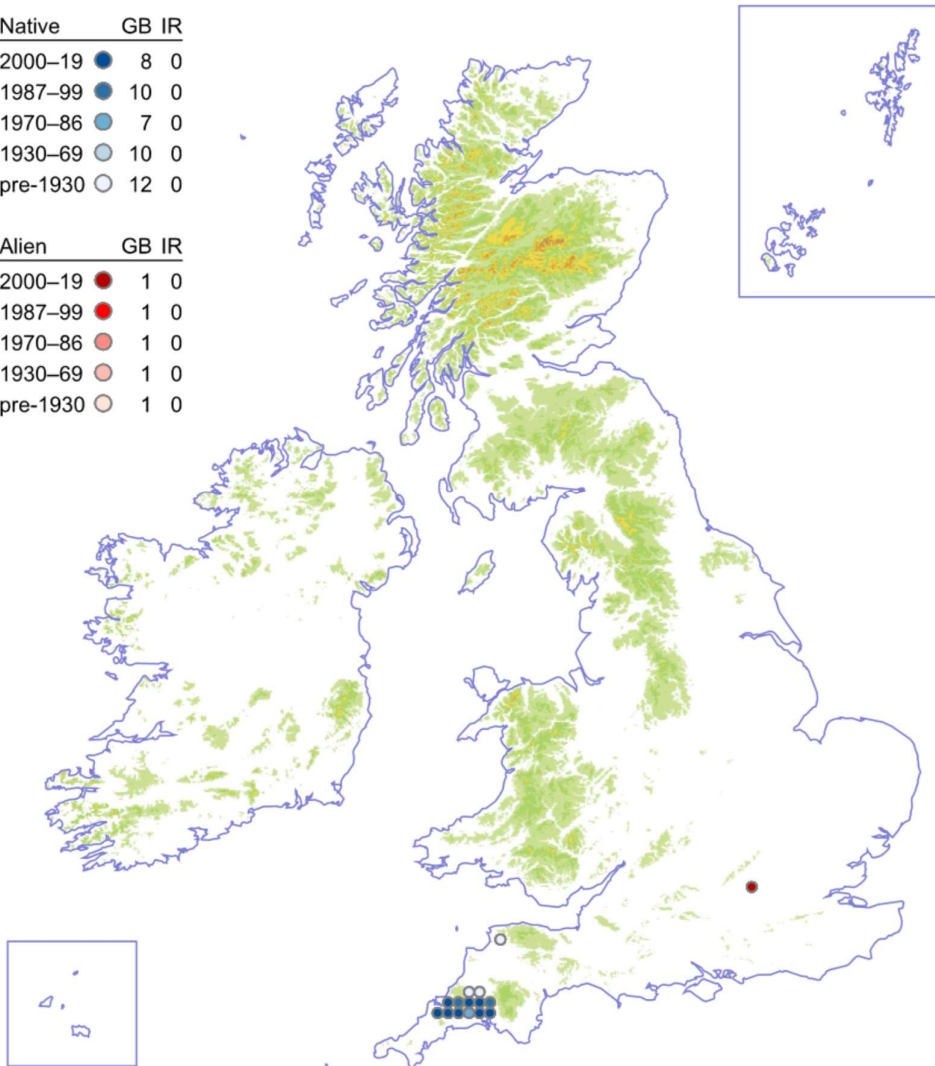 Native GB IR
2000–19 8 0
1987–99 10 0
1970–86 7 0
1930–69 10 0
pre-1930 12 0
Alien GB IR
2000–19 1 0
1987–99 1 0
1970–86 1 0
1930–69 1 0
pre-1930 1 0